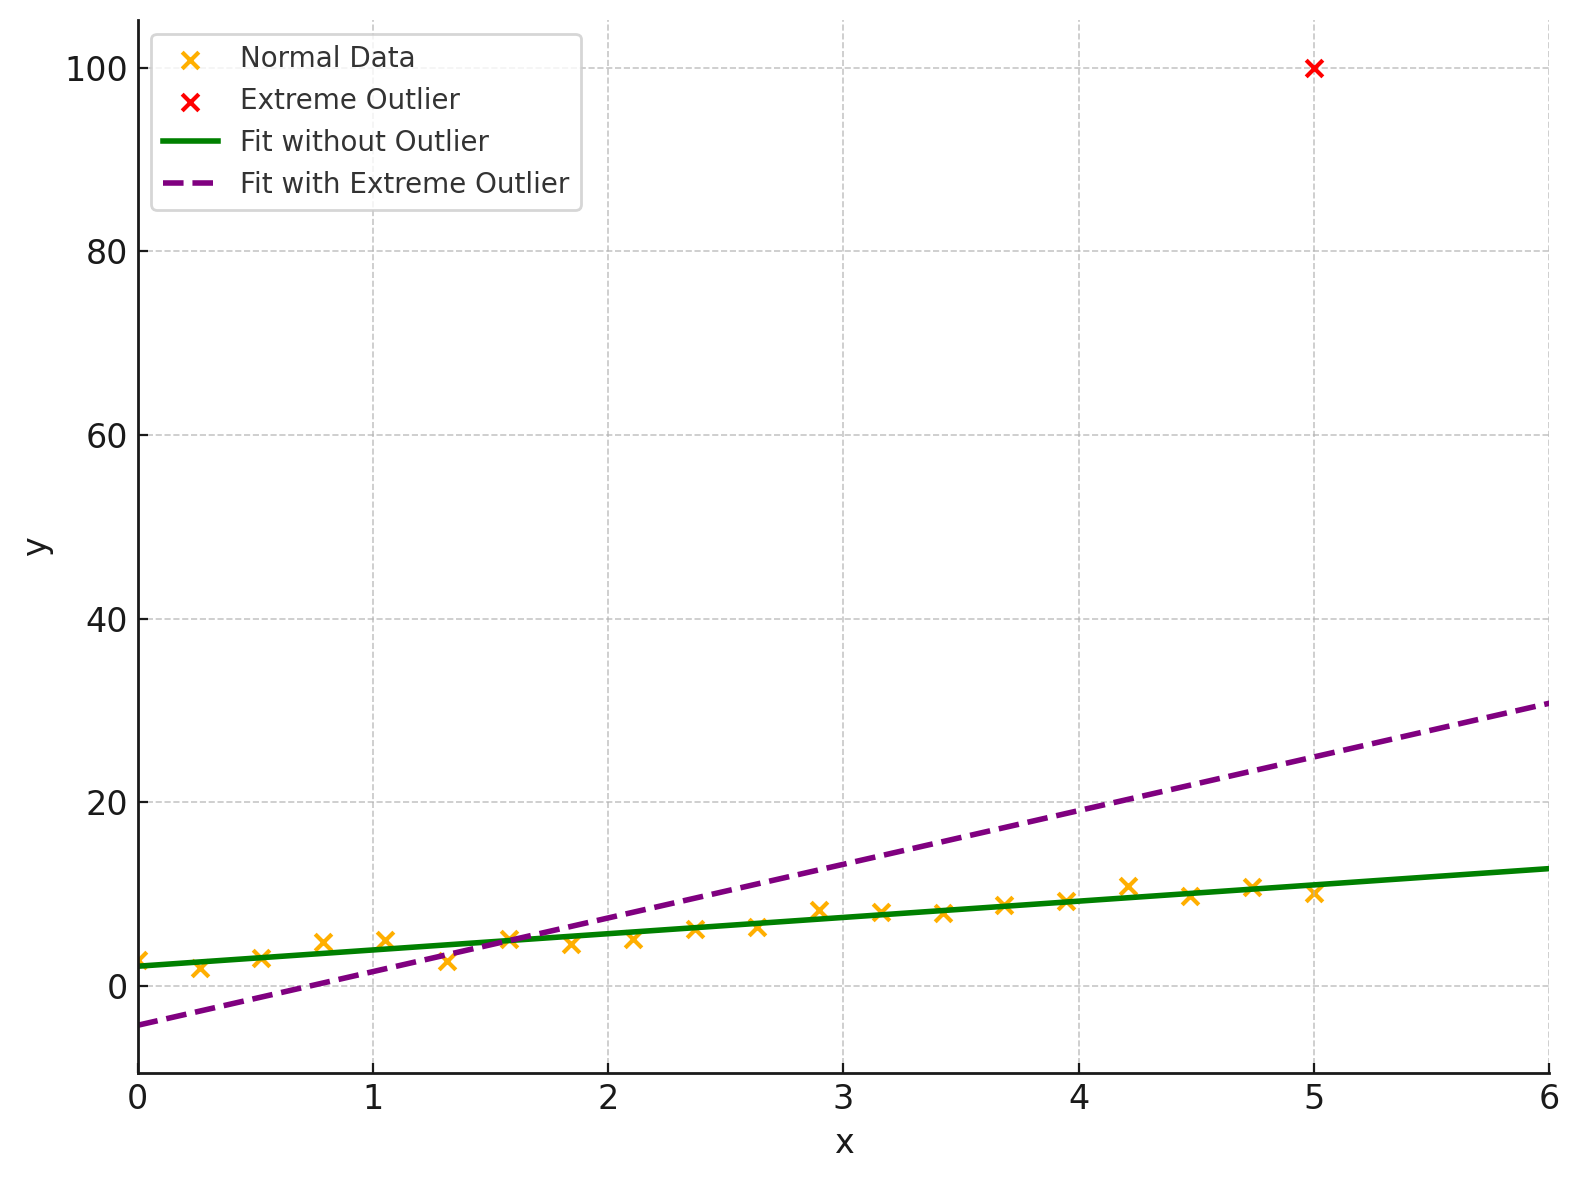 Normal Data
Extreme Outlier
Fit without Outlier
Fit with Extreme Outlier
100
80
60
40
20
0
y
0 1 2 3 4 5 6
x